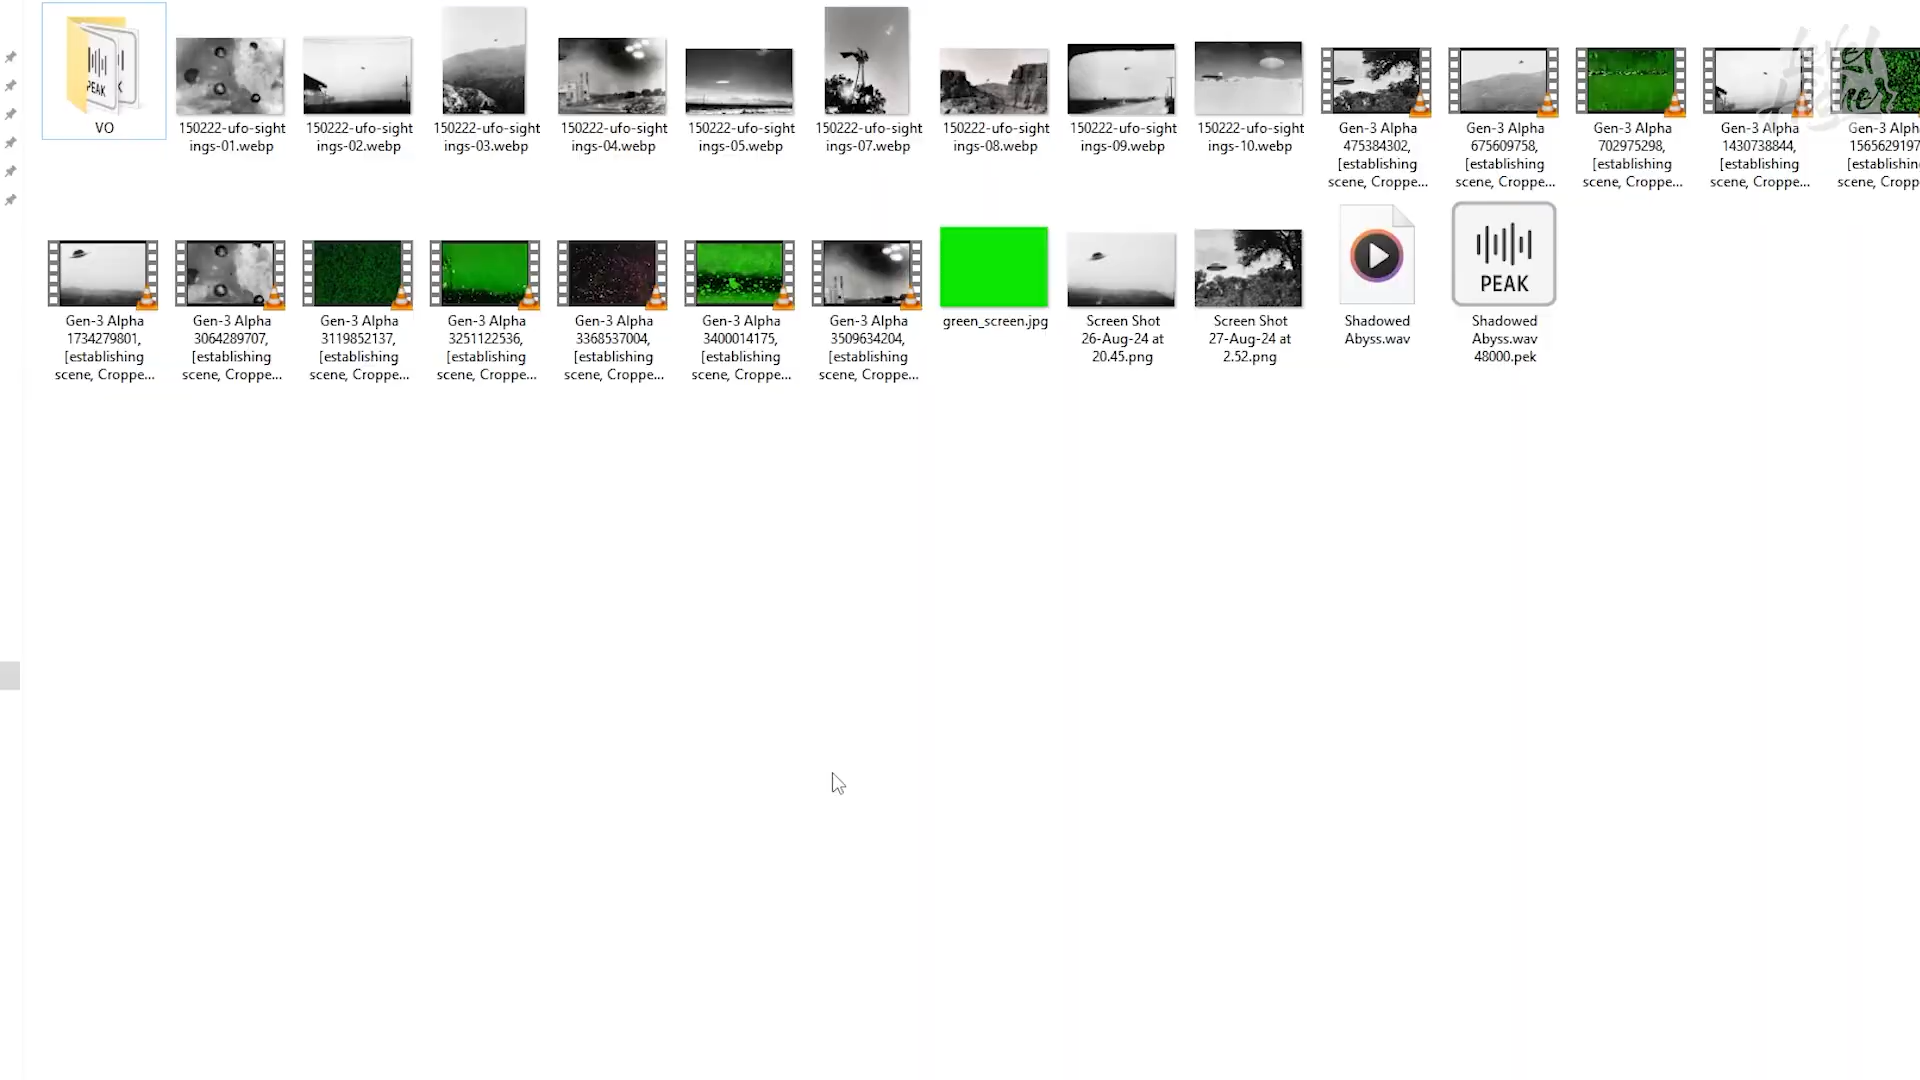 PEAK
VO
150222-ufo-sight
ings-01.webp
150222-ufo-sight
ings-02.webp
150222-ufo-sight
ings-03.webp
150222-ufo-sight
ings-04.webp
150222-ufo-sight
ings-05.webp
150222-ufo-sight
ings-07.webp
150222-ufo-sight
ings-08.webp
150222-ufo-sight
ings-09.webp
150222-ufo-sight
ings-10.webp
Gen-3 Alpha
475384302,
[establishing
scene, Croppe...
Gen-3 Alpha
675609758,
[establishing
scene, Croppe...
Gen-3 Alpha
702975298,
[establishing
scene, Croppe...
Gen-3 Alpha
1430738844,
[establishing
scene, Croppe...
Gen-3 Alph
1565629197
[establishin
scene, Crop
Gen-3 Alpha
1734279801,
[establishing
scene, Croppe...
Gen-3 Alpha
3064289707,
[establishing
scene, Croppe...
Gen-3 Alpha
3119852137,
[establishing
scene, Croppe...
Gen-3 Alpha
3251122536,
[establishing
scene, Croppe...
Gen-3 Alpha
3368537004,
[establishing
scene, Croppe...
Gen-3 Alpha
3400014175,
[establishing
scene, Croppe...
Gen-3 Alpha
3509634204,
[establishing
scene, Croppe...
green_screen.jpg
Screen Shot
26-Aug-24 at
20.45.png
Screen Shot
27-Aug-24 at
2.52.png
Shadowed
Abyss.wav
PEAK
Shadowed
Abyss.wav
48000.pek